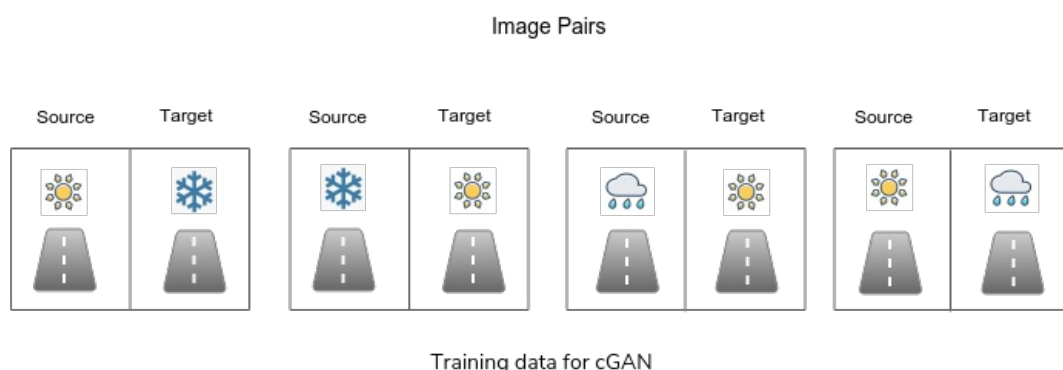 Image Pairs
Source Target Source Target Source Target Source Target
Training data for cGAN